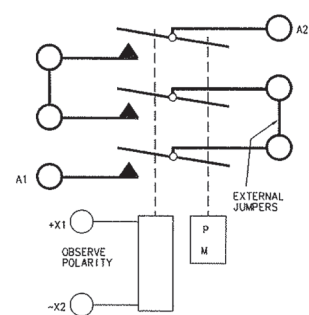 A2
A1
EXTERNAL
JUMPERS
+X1
P
M
OBSERVE
POLARITY
~X2